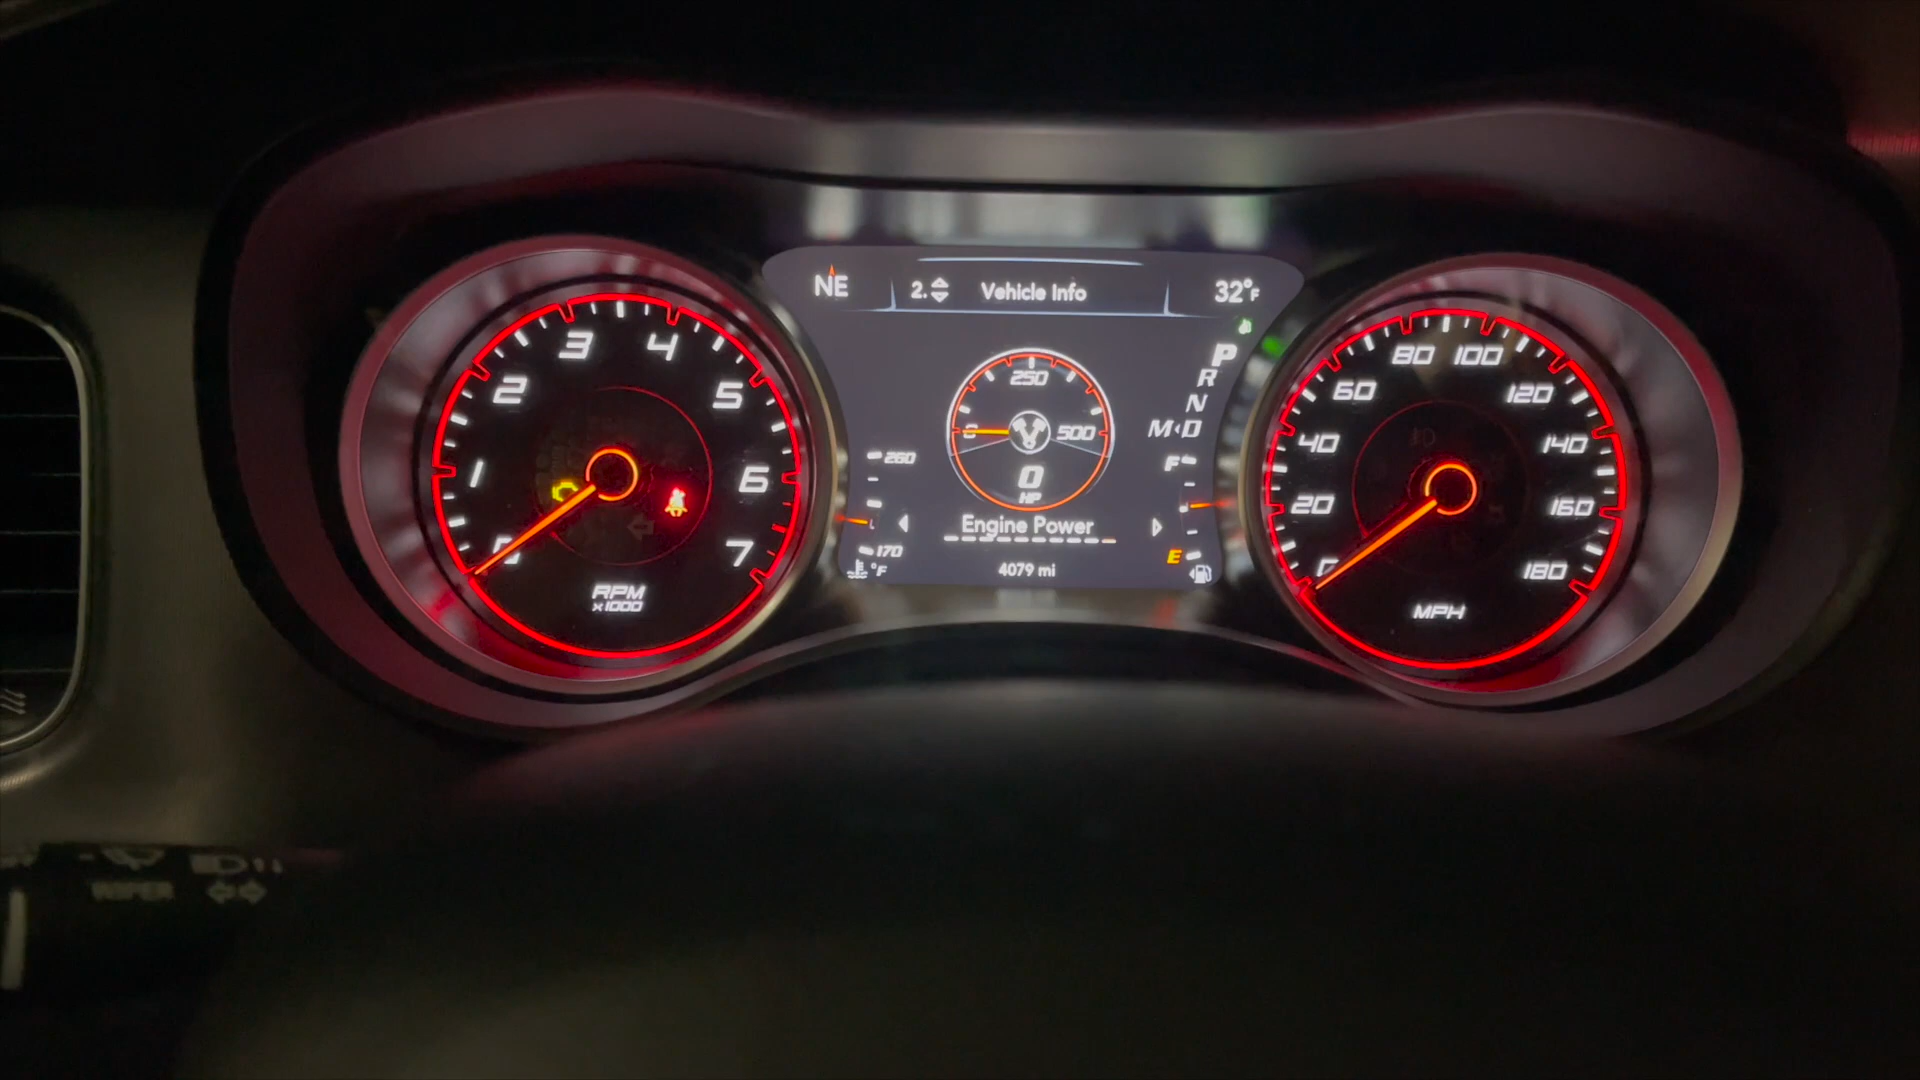 NE
2.
Vehicle Info
32°F
P
R
N
M D
250
500
0
HP
Engine Power
4079 mi
260
170
°F
F
E
1
2
3
4
5
6
7
RPM
x1000
0
20
40
60
80
100
120
140
160
180
MPH
WIPER